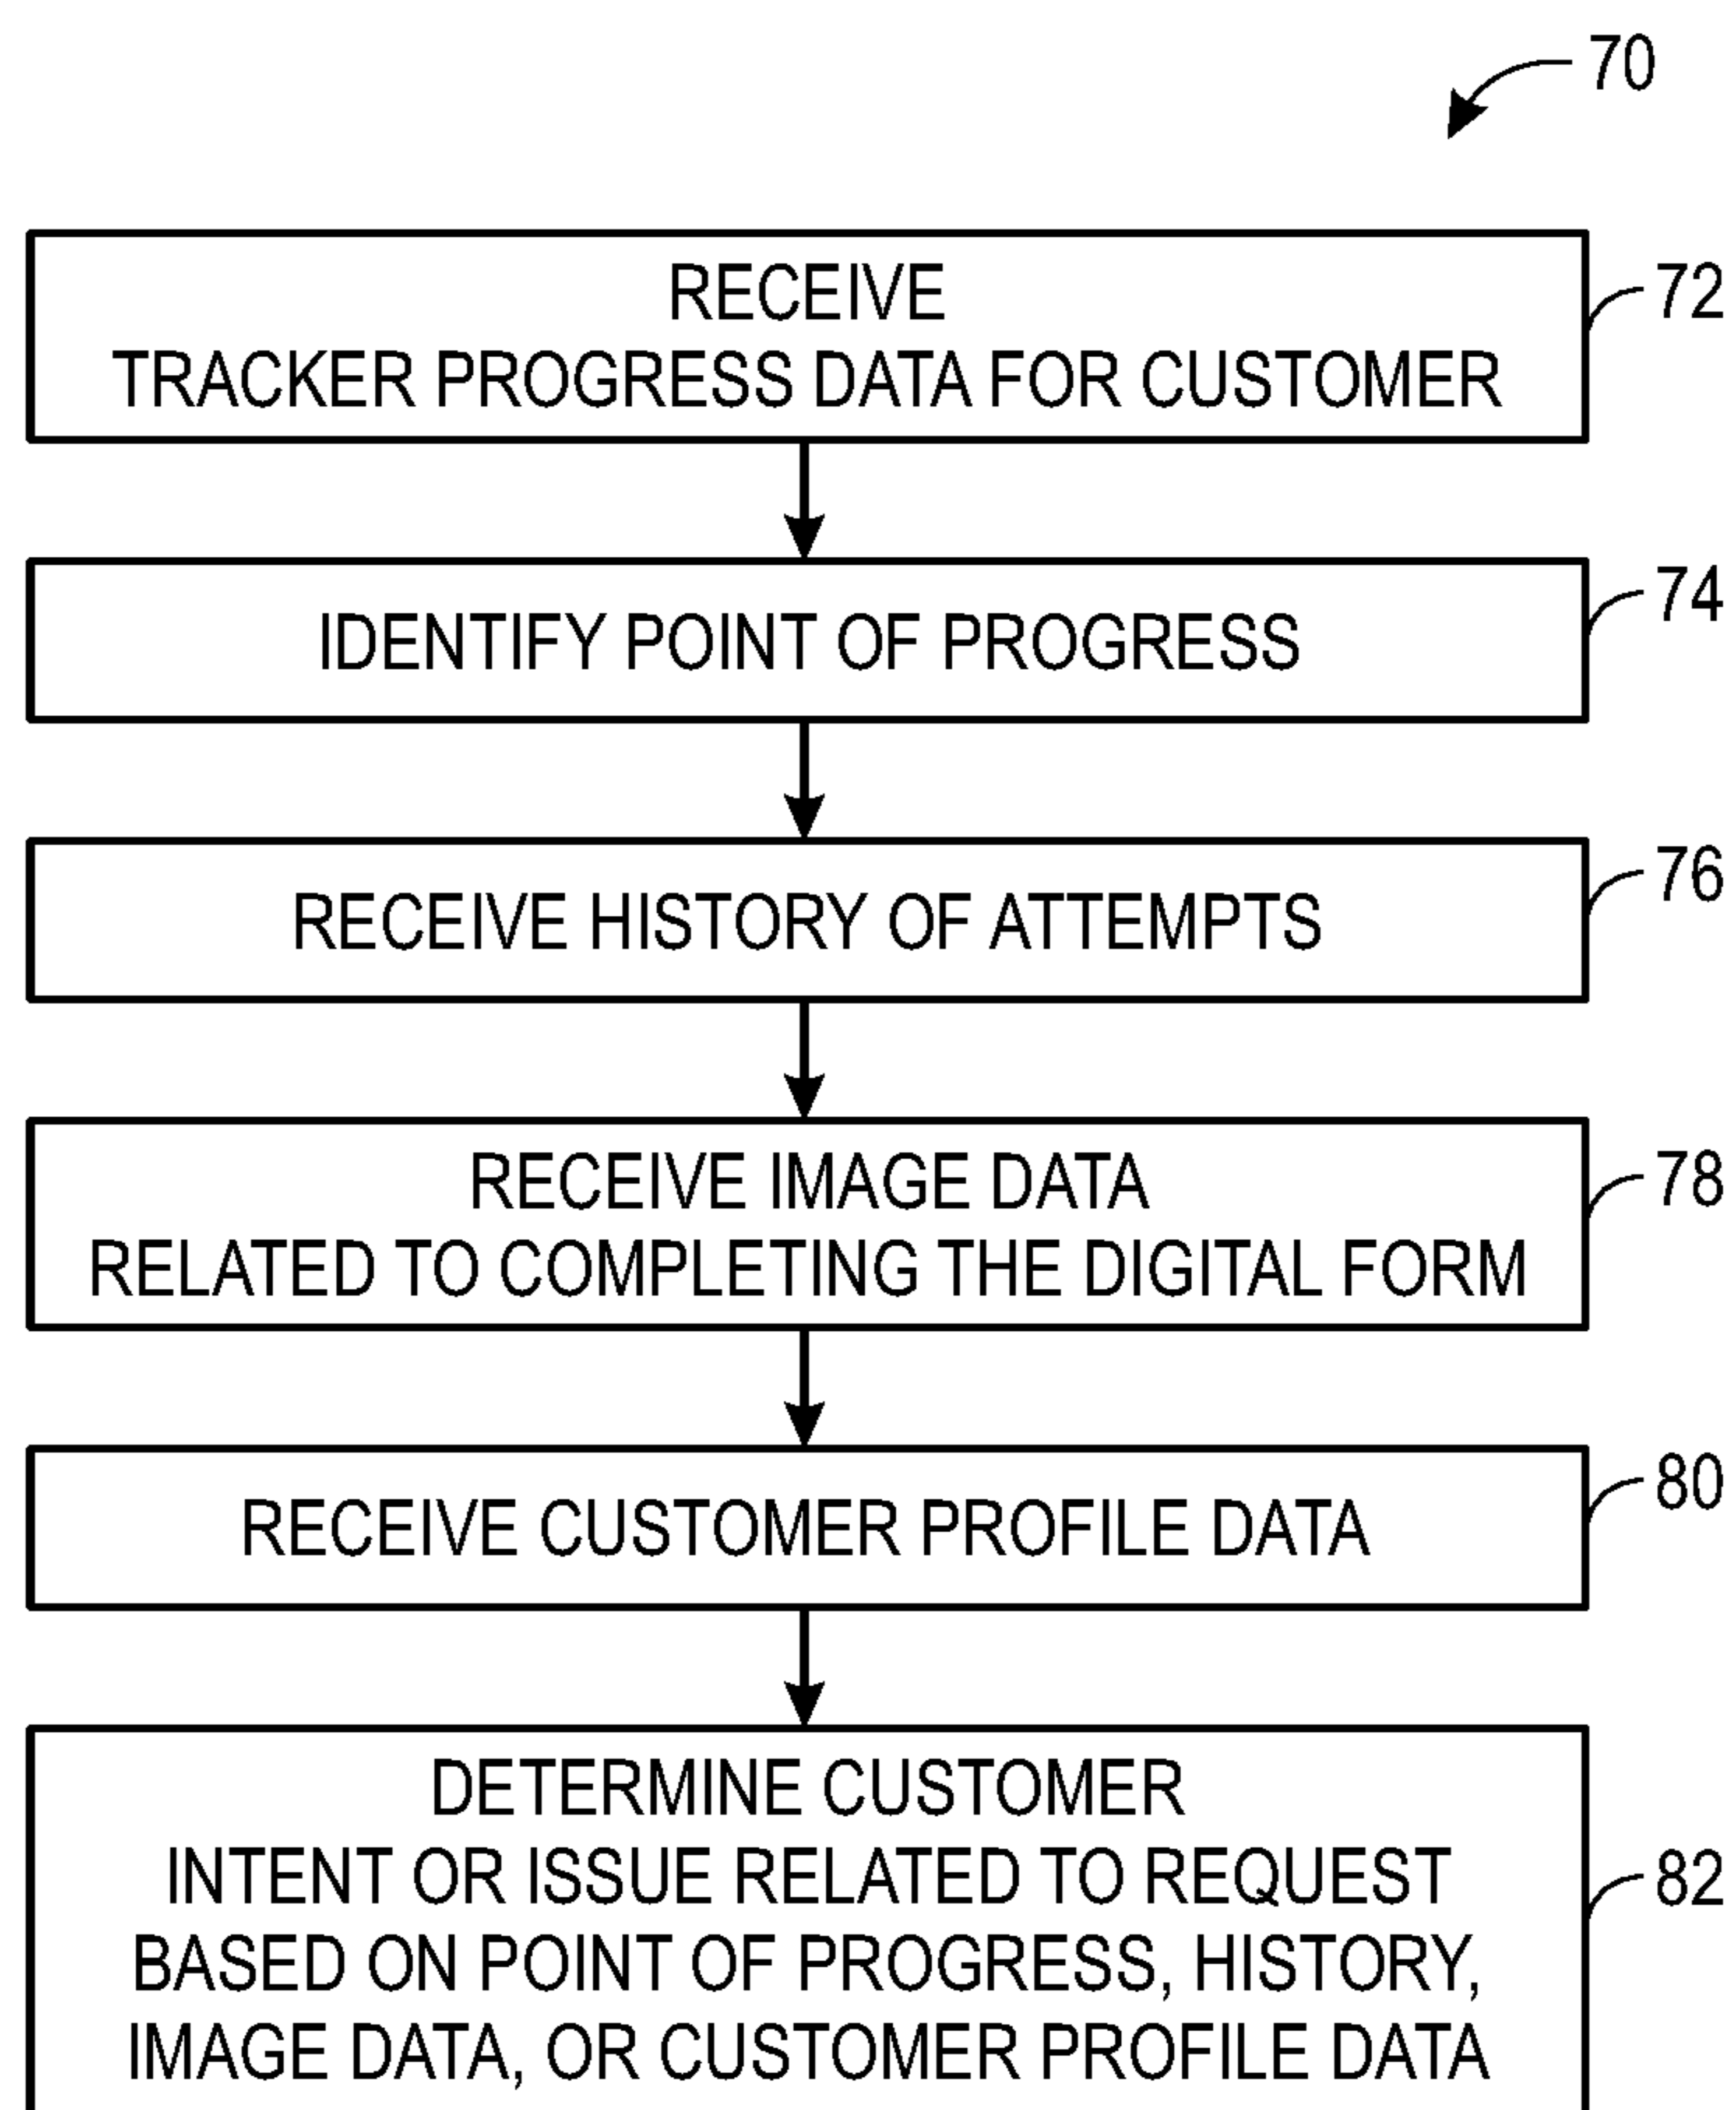 70
RECEIVE
TRACKER PROGRESS DATA FOR CUSTOMER
72
IDENTIFY POINT OF PROGRESS
74
RECEIVE HISTORY OF ATTEMPTS
76
RECEIVE IMAGE DATA
RELATED TO COMPLETING THE DIGITAL FORM
78
RECEIVE CUSTOMER PROFILE DATA
80
DETERMINE CUSTOMER
INTENT OR ISSUE RELATED TO REQUEST
BASED ON POINT OF PROGRESS, HISTORY,
IMAGE DATA, OR CUSTOMER PROFILE DATA
82